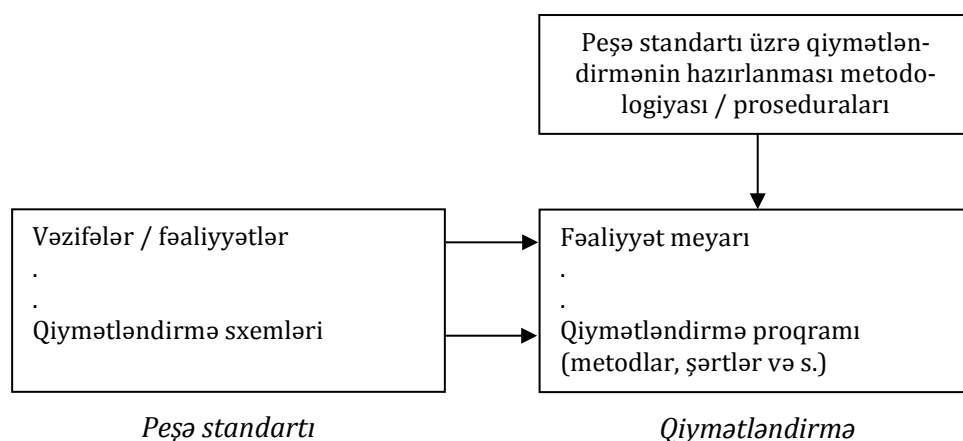 Peşə standartı üzrə qiymətlən-
dirmənin hazırlanması metodo-
logiyası / proseduraları
Vəzifələr / fəaliyyətlər
.
.
Qiymətləndirmə sxemləri
Fəaliyyət meyarı
.
.
Qiymətləndirmə proqramı
(metodlar, şərtlər və s.)
Peşə standartı
Qiymətləndirmə